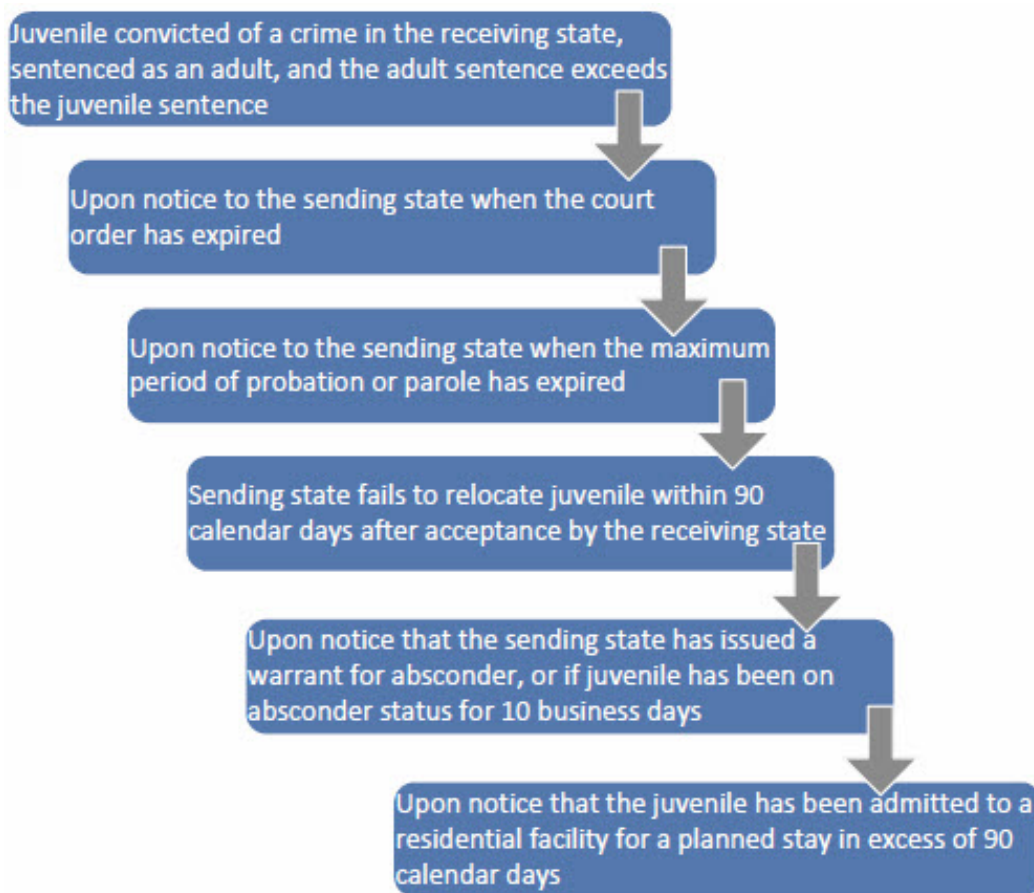 Juvenile convicted of a crime in the receiving state,
sentenced as an adult, and the adult sentence exceeds
the juvenile sentence
Upon notice to the sending state when the court
order has expired
Upon notice to the sending state when the maximum
period of probation or parole has expired
Sending state fails to relocate juvenile within 90
calendar days after acceptance by the receiving state
Upon notice that the sending state has issued a
warrant for absconder, or if juvenile has been on
absconder status for 10 business days
Upon notice that the juvenile has been admitted to a
residential facility for a planned stay in excess of 90
calendar days